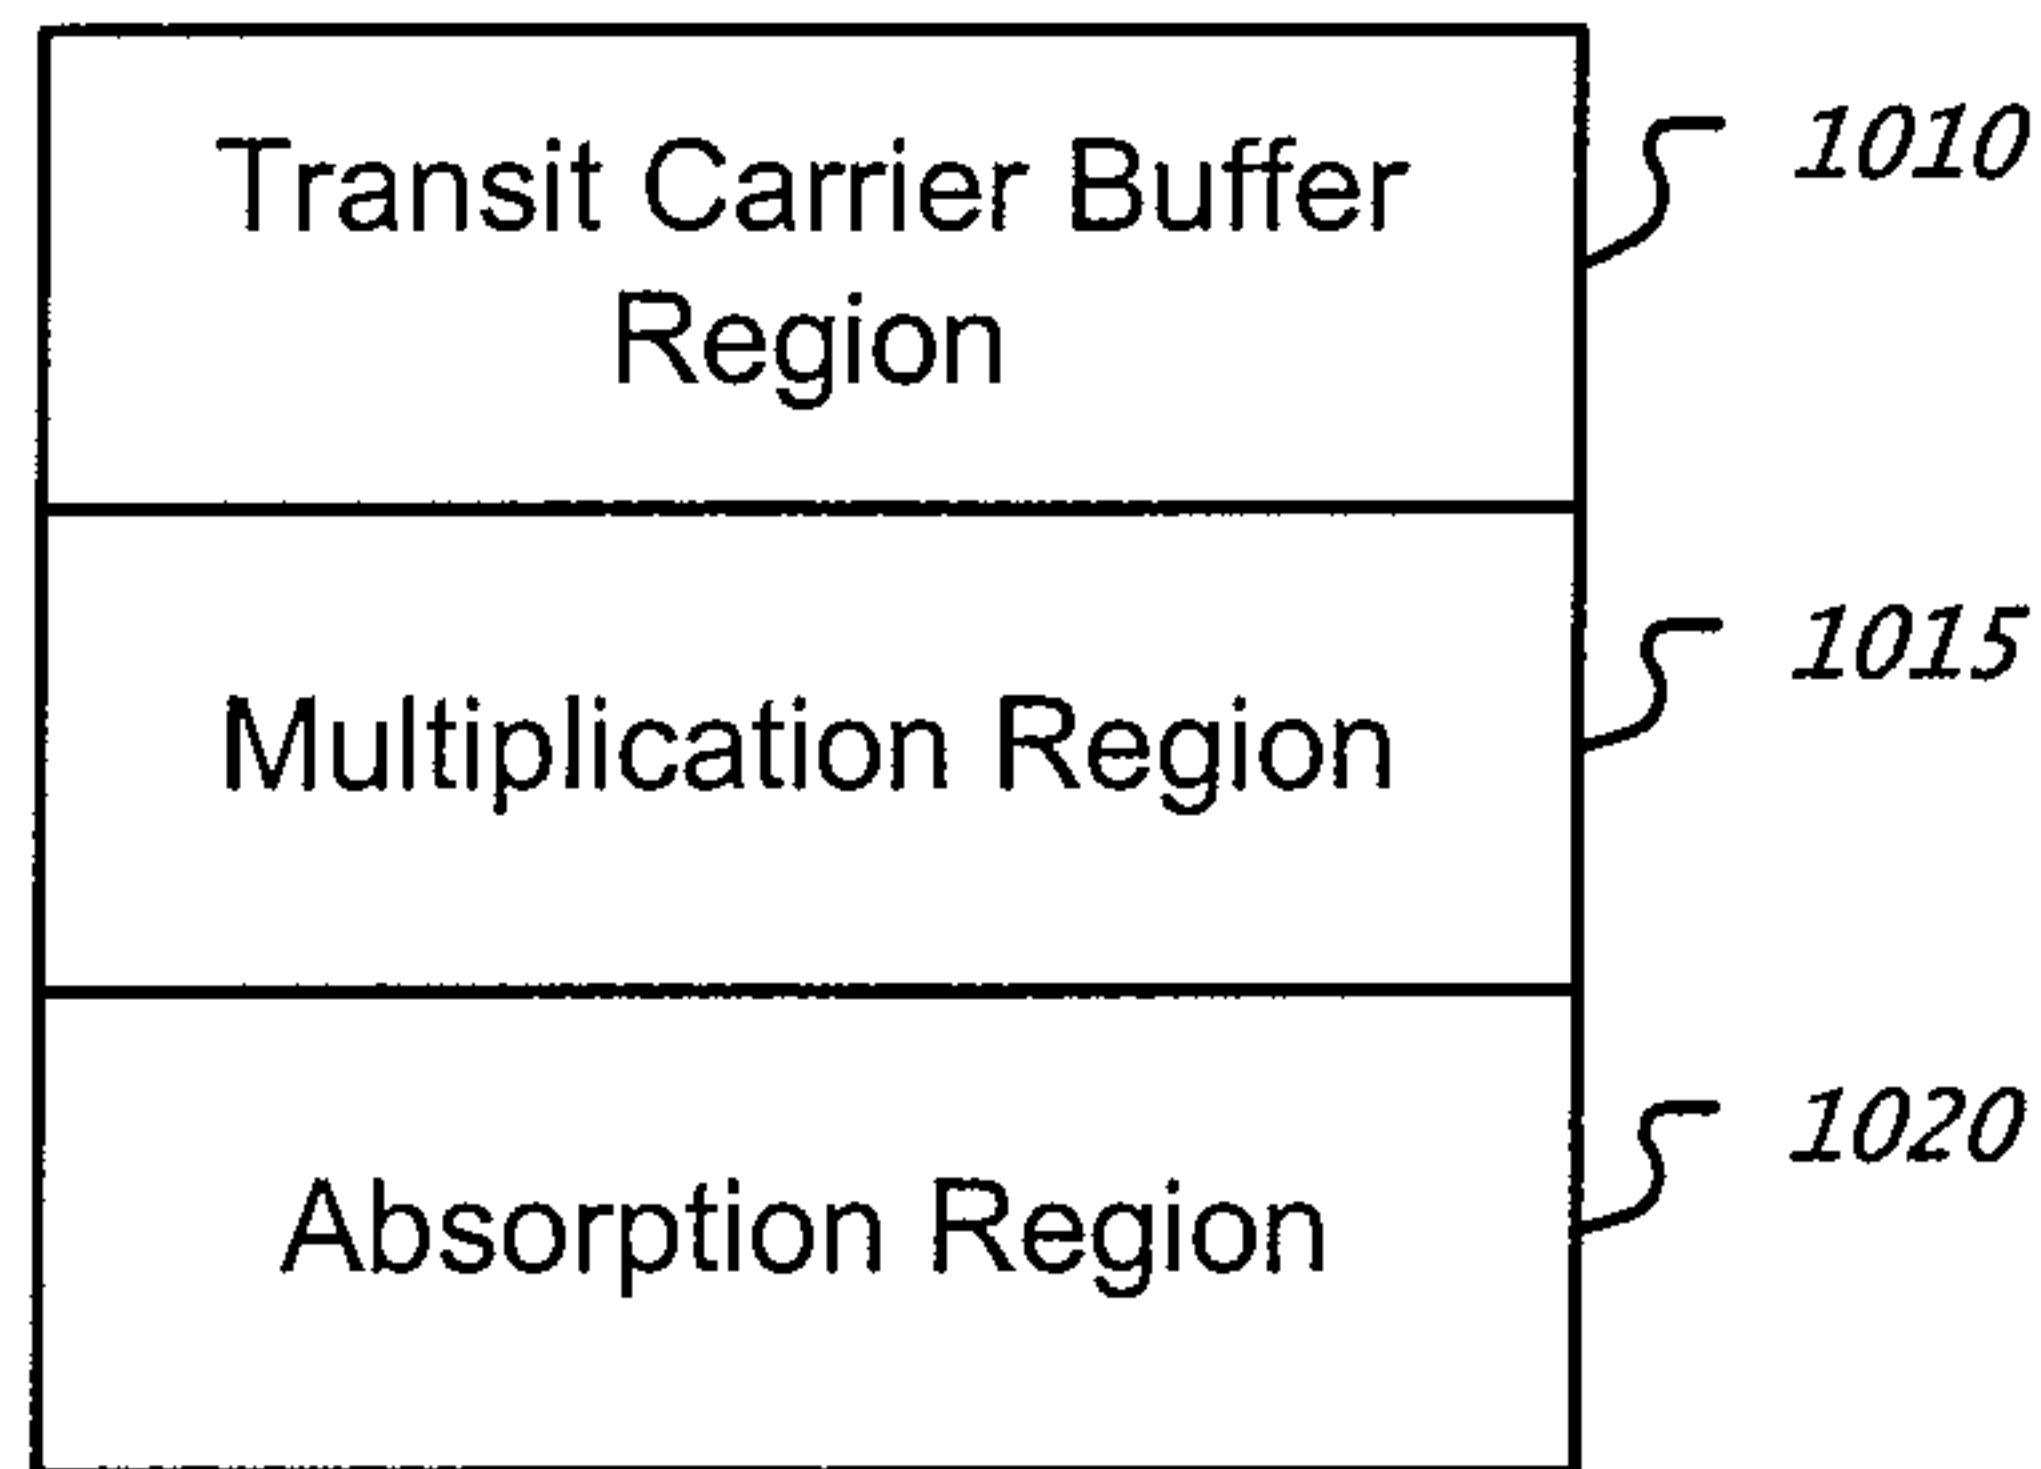 Transit Carrier Buffer
Region
1010
Multiplication Region
1015
Absorption Region
1020